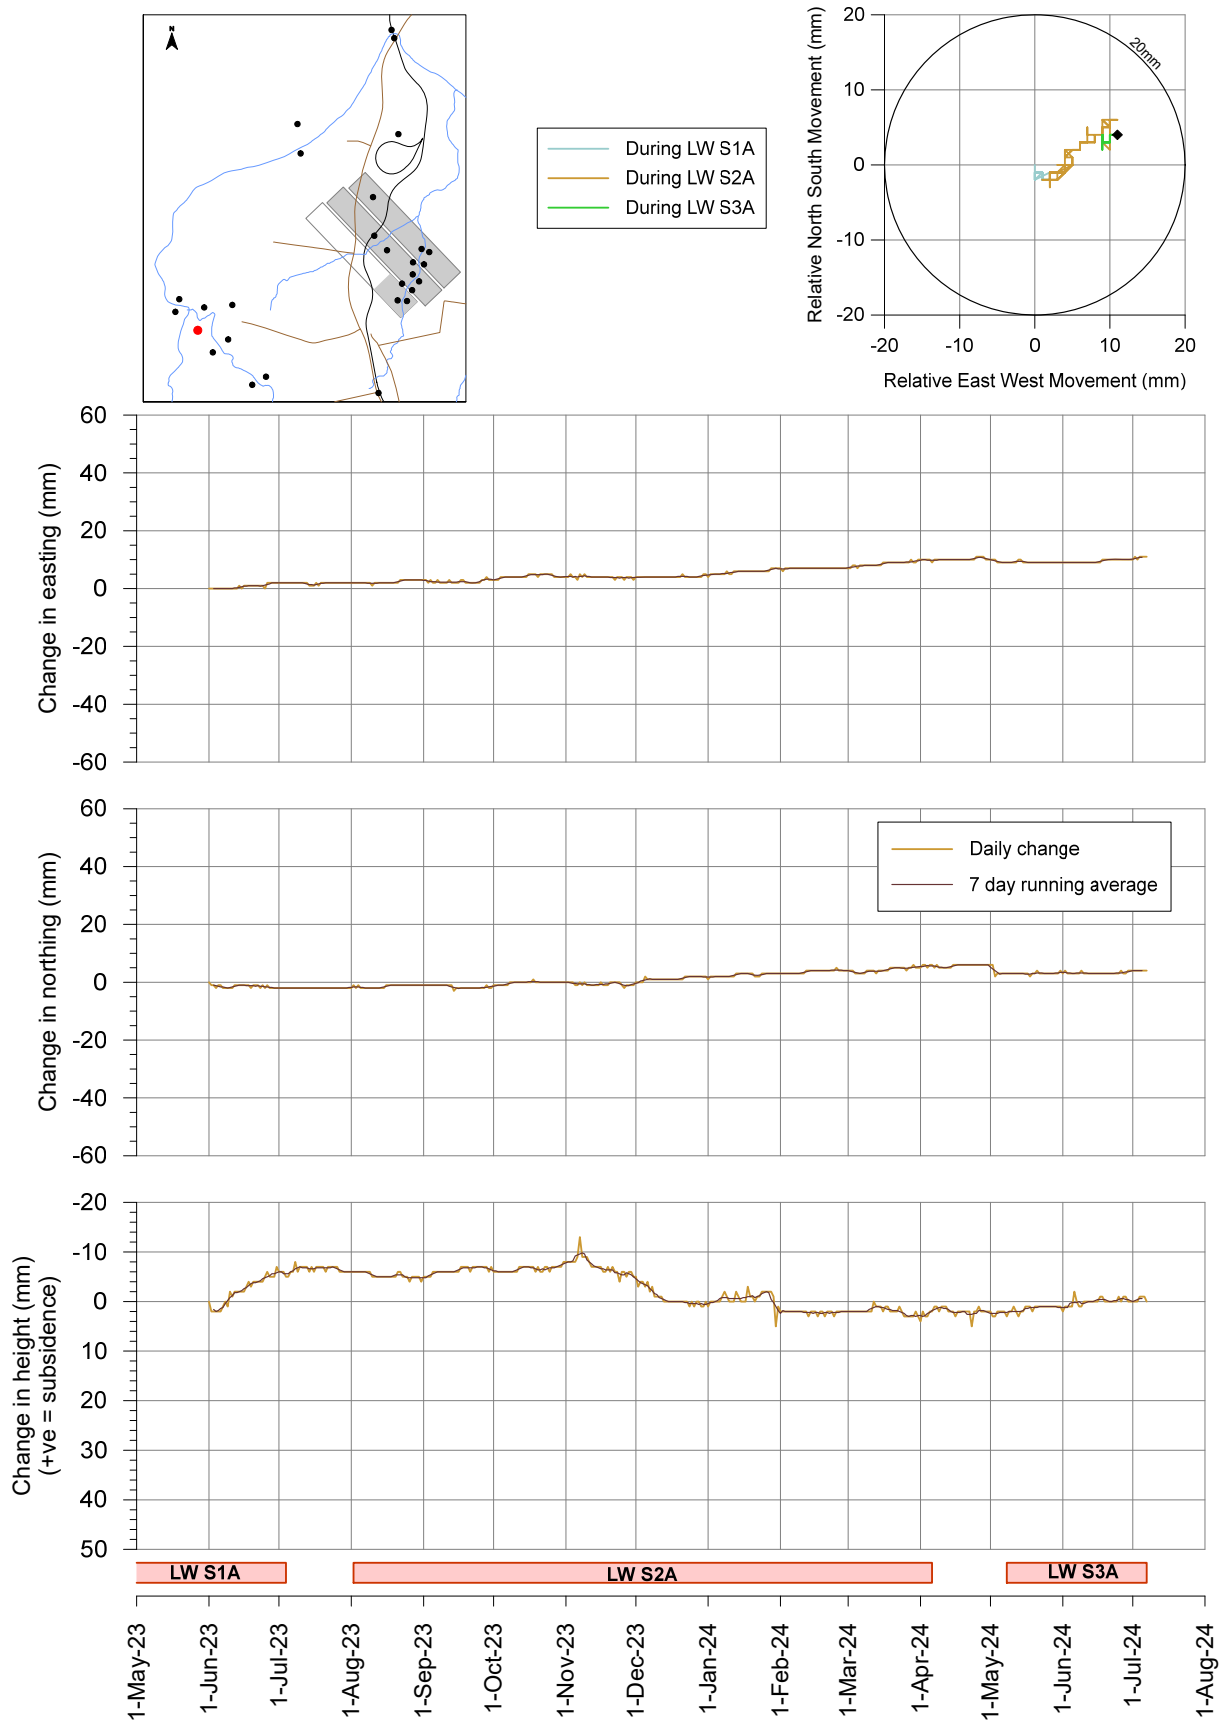 N
During LW S1A
During LW S2A
During LW S3A
Relative North South Movement (mm)
20
10
0
-10
-20
20mm
-20 -10 0 10 20
Relative East West Movement (mm)
Change in easting (mm)
60
40
20
0
-20
-40
-60
Change in northing (mm)
60
40
20
0
-20
-40
-60
Daily change
7 day running average
Change in height (mm)
(+ve = subsidence)
-20
-10
0
10
20
30
40
50
LW S1A LW S2A LW S3A
1-May-23
1-Jun-23
1-Jul-23
1-Aug-23
1-Sep-23
1-Oct-23
1-Nov-23
1-Dec-23
1-Jan-24
1-Feb-24
1-Mar-24
1-Apr-24
1-May-24
1-Jun-24
1-Jul-24
1-Aug-24